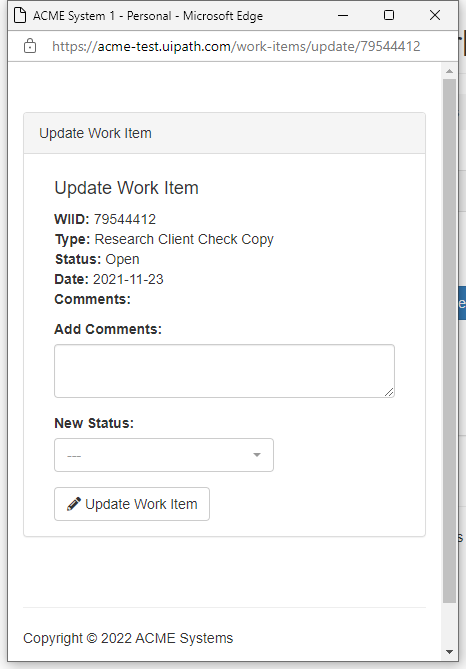 ACME System 1 - Personal - Microsoft Edge
https://acme-test.uipath.com/work-items/update/79544412
Update Work Item
Update Work Item
WIID: 79544412
Type: Research Client Check Copy
Status: Open
Date: 2021-11-23
Comments:
Add Comments:
New Status:
---
Update Work Item
Copyright © 2022 ACME Systems